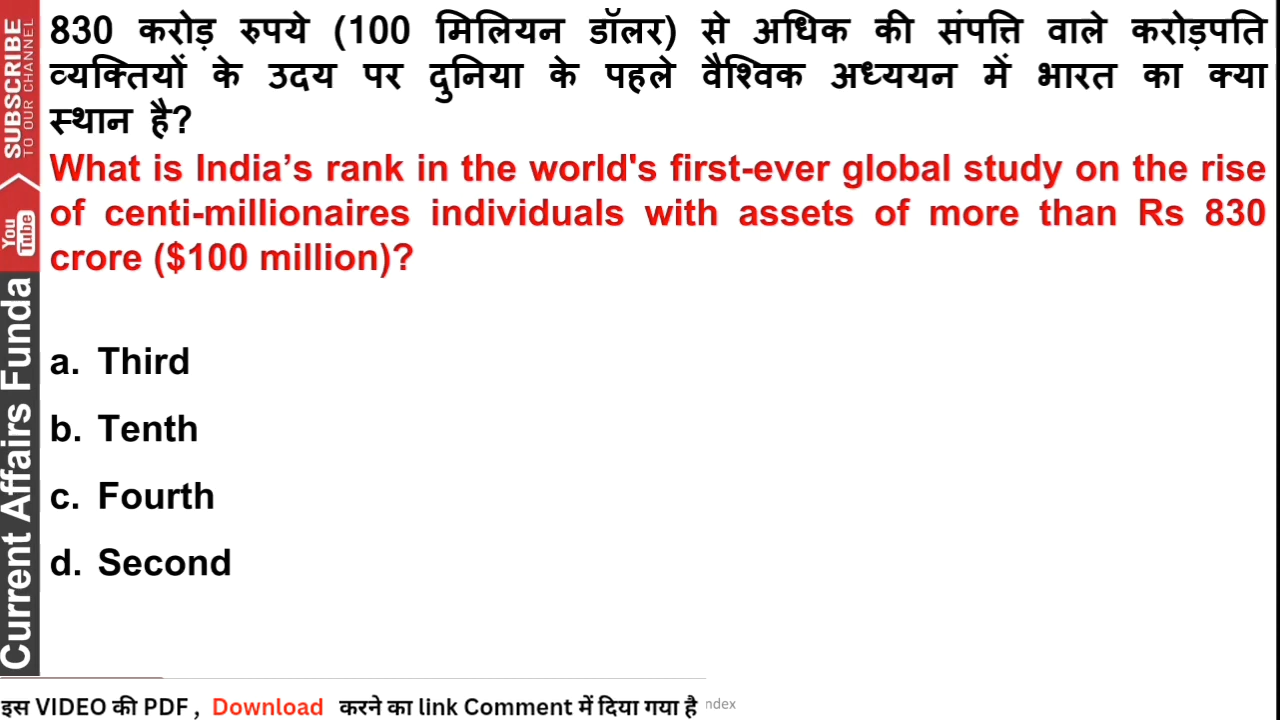 830 करोड़ रुपये (100 मिलियन डॉलर) से अधिक की संपत्ति वाले करोड़पति
व्यक्तियों के उदय पर दुनिया के पहले वैश्विक अध्ययन में भारत का क्या
स्थान है?
What is India’s rank in the world's first-ever global study on the rise
of centi-millionaires individuals with assets of more than Rs 830
crore ($100 million)?
a. Third
b. Tenth
c. Fourth
d. Second
SUBSCRIBE
TO OUR CHANNEL
You
Tube
Current Affairs Funda
इस VIDEO की PDF , Download करने का link Comment में दिया गया है